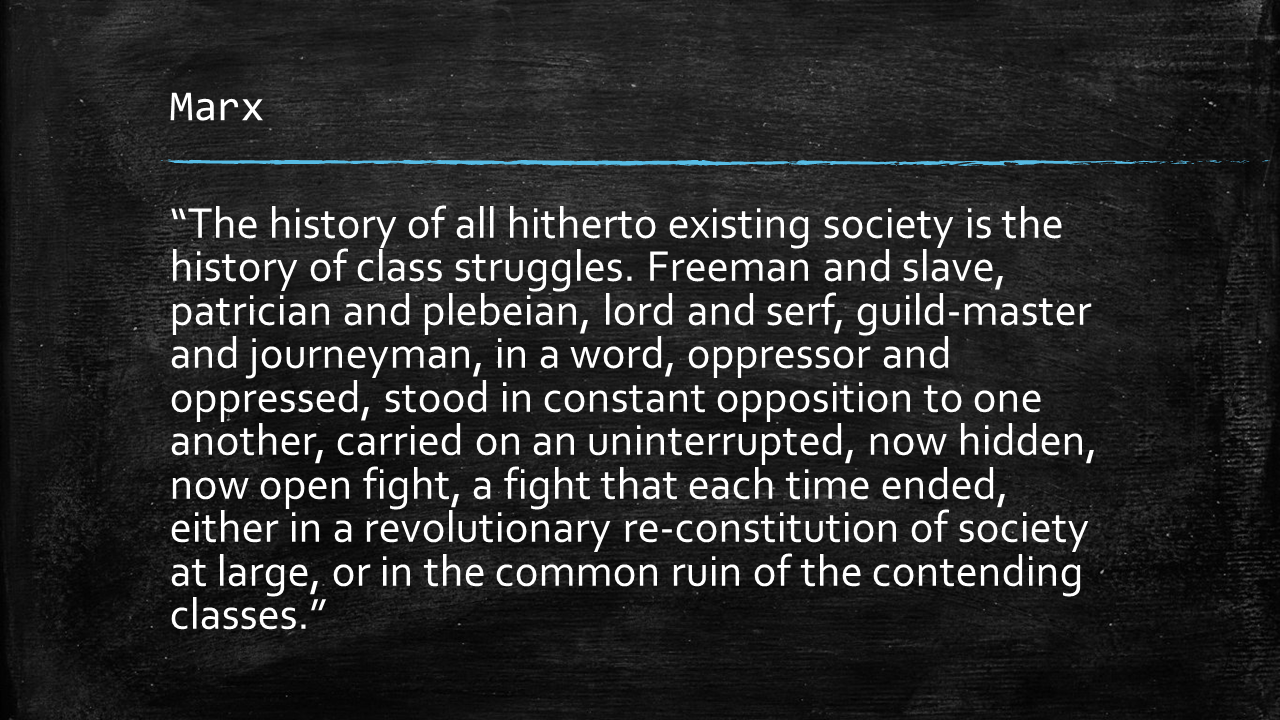 Marx
“The history of all hitherto existing society is the
history of class struggles. Freeman and slave,
patrician and plebeian, lord and serf, guild-master
and journeyman, in a word, oppressor and
oppressed, stood in constant opposition to one
another, carried on an uninterrupted, now hidden,
now open fight, a fight that each time ended,
either in a revolutionary re-constitution of society
at large, or in the common ruin of the contending
classes.”